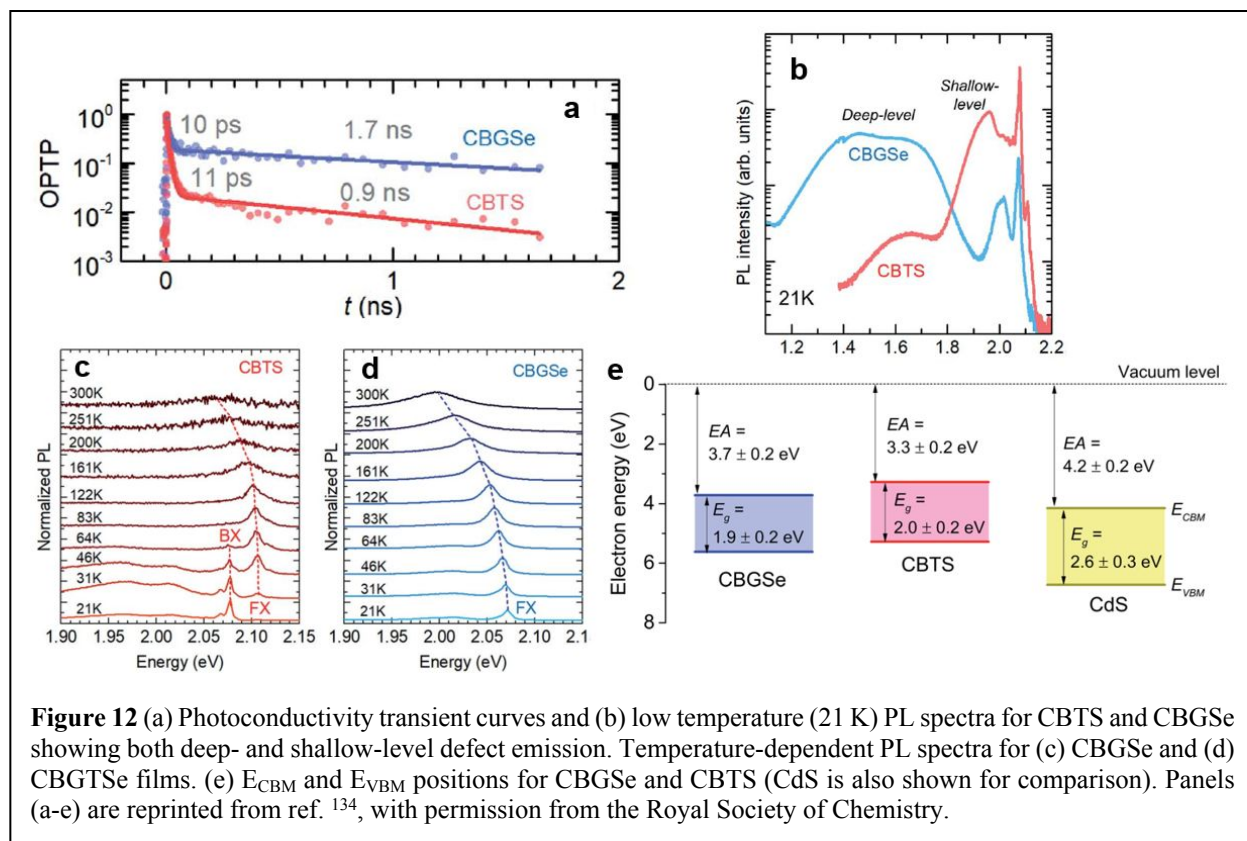 a
10 ps
1.7 ns
CBGSe
11 ps
0.9 ns
CBTS
OPTP
10^0
10^-1
10^-2
10^-3
0
1
2
t (ns)
b
Shallow-
level
Deep-level
CBGSe
CBTS
21K
PL intensity (arb. units)
1.2 1.4 1.6 1.8 2.0 2.2
c
CBTS
300K
251K
200K
161K
122K
83K
64K
46K
31K
21K
BX
FX
Normalized PL
1.90 1.95 2.00 2.05 2.10 2.15
Energy (eV)
d
CBGSe
300K
251K
200K
161K
122K
83K
64K
46K
31K
21K
FX
Normalized PL
1.90 1.95 2.00 2.05 2.10 2.1
Energy (eV)
e
Vacuum level
Electron energy (eV)
0
2
4
6
8
EA =
3.7 ± 0.2 eV
Eg =
1.9 ± 0.2 eV
CBGSe
EA =
3.3 ± 0.2 eV
Eg =
2.0 ± 0.2 eV
CBTS
EA =
4.2 ± 0.2 eV
Eg =
2.6 ± 0.3 eV
CdS
ECBM
EVBM
Figure 12 (a) Photoconductivity transient curves and (b) low temperature (21 K) PL spectra for CBTS and CBGSe
showing both deep- and shallow-level defect emission. Temperature-dependent PL spectra for (c) CBGSe and (d)
CBGTSe films. (e) ECBM and EVBM positions for CBGSe and CBTS (CdS is also shown for comparison). Panels
(a-e) are reprinted from ref. 134, with permission from the Royal Society of Chemistry.